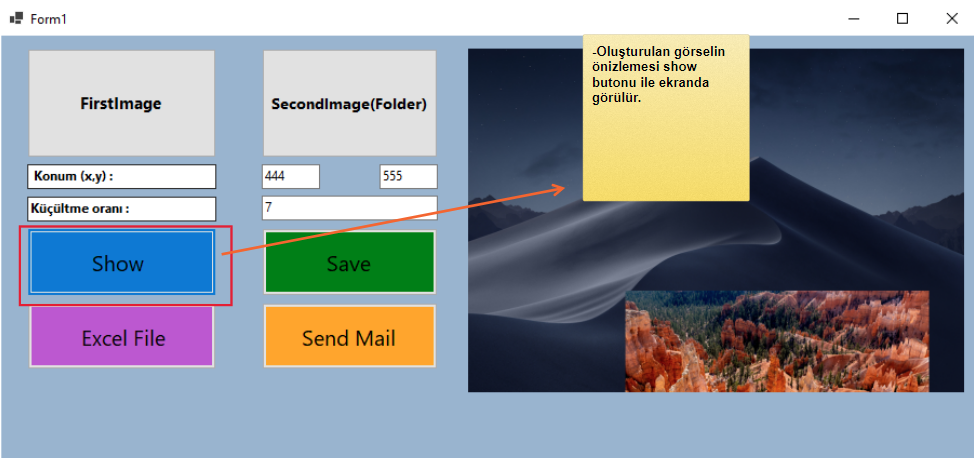 Form1
FirstImage
SecondImage(Folder)
-Oluşturulan görselin
önizlemesi show
butonu ile ekranda
görülür.
Konum (x,y) :
444
555
Küçültme oranı :
7
Show
Save
Excel File
Send Mail